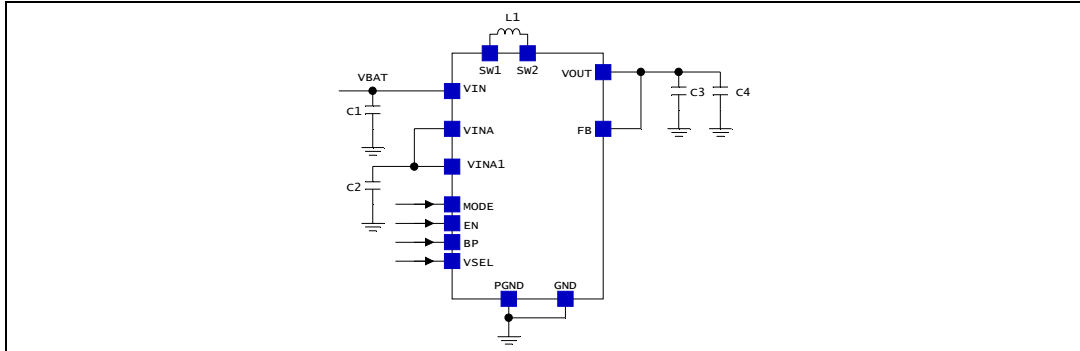 L1
SW1 SW2
VBAT
VOUT
VIN
C3 C4
C1
VINA
FB
VINA1
C2
MODE
EN
BP
VSEL
PGND GND